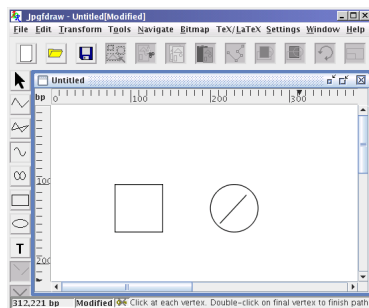 Jpgfdraw - Untitled[Modified]
File Edit Transform Tools Navigate Bitmap TeX/LaTeX Settings Window Help
Untitled
bp 0 100 200 300
100
T
200
312,221 bp Modified Click at each vertex. Double-click on final vertex to finish path